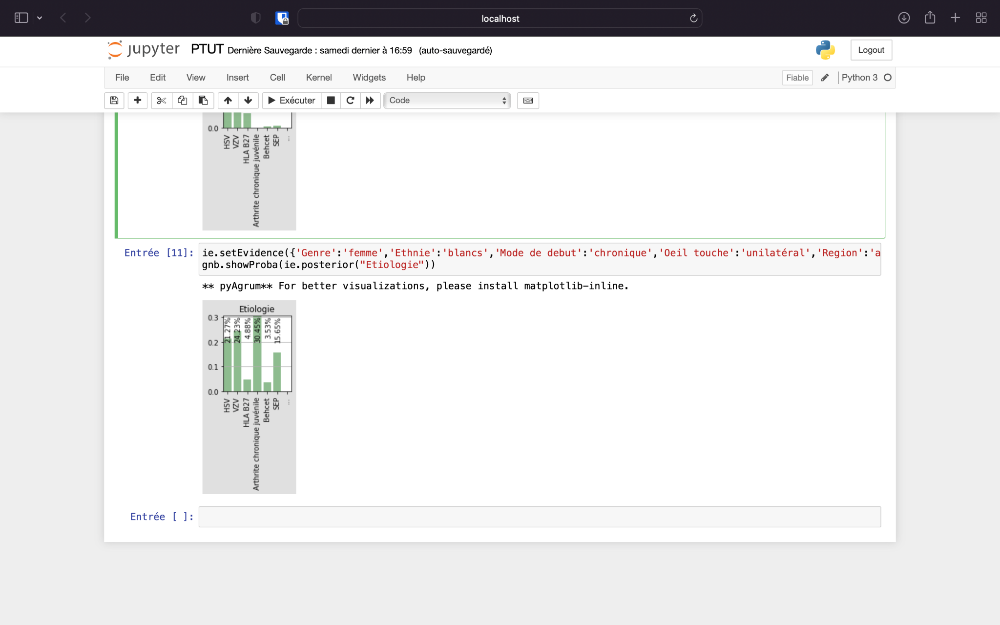 localhost
jupyter PTUT Dernière Sauvegarde : samedi dernier à 16:59 (auto-sauvegardé)
Logout
File Edit View Insert Cell Kernel Widgets Help
Fiable
Python 3
Exécuter
Code
0.0
HSV
VZV
HLA B27
Arthrite chronique juvénile
Behcet
SEP
...
Entrée [11]:
ie.setEvidence({'Genre':'femme','Ethnie':'blancs','Mode de debut':'chronique','Oeil touche':'unilatéral','Region':'a
gnb.showProba(ie.posterior("Etiologie"))
** pyAgrum** For better visualizations, please install matplotlib-inline.
Etiologie
0.3
0.2
0.1
0.0
21.27%
24.23%
4.88%
30.45%
3.53%
15.65%
HSV
VZV
HLA B27
Arthrite chronique juvénile
Behcet
SEP
...
Entrée [ ]: